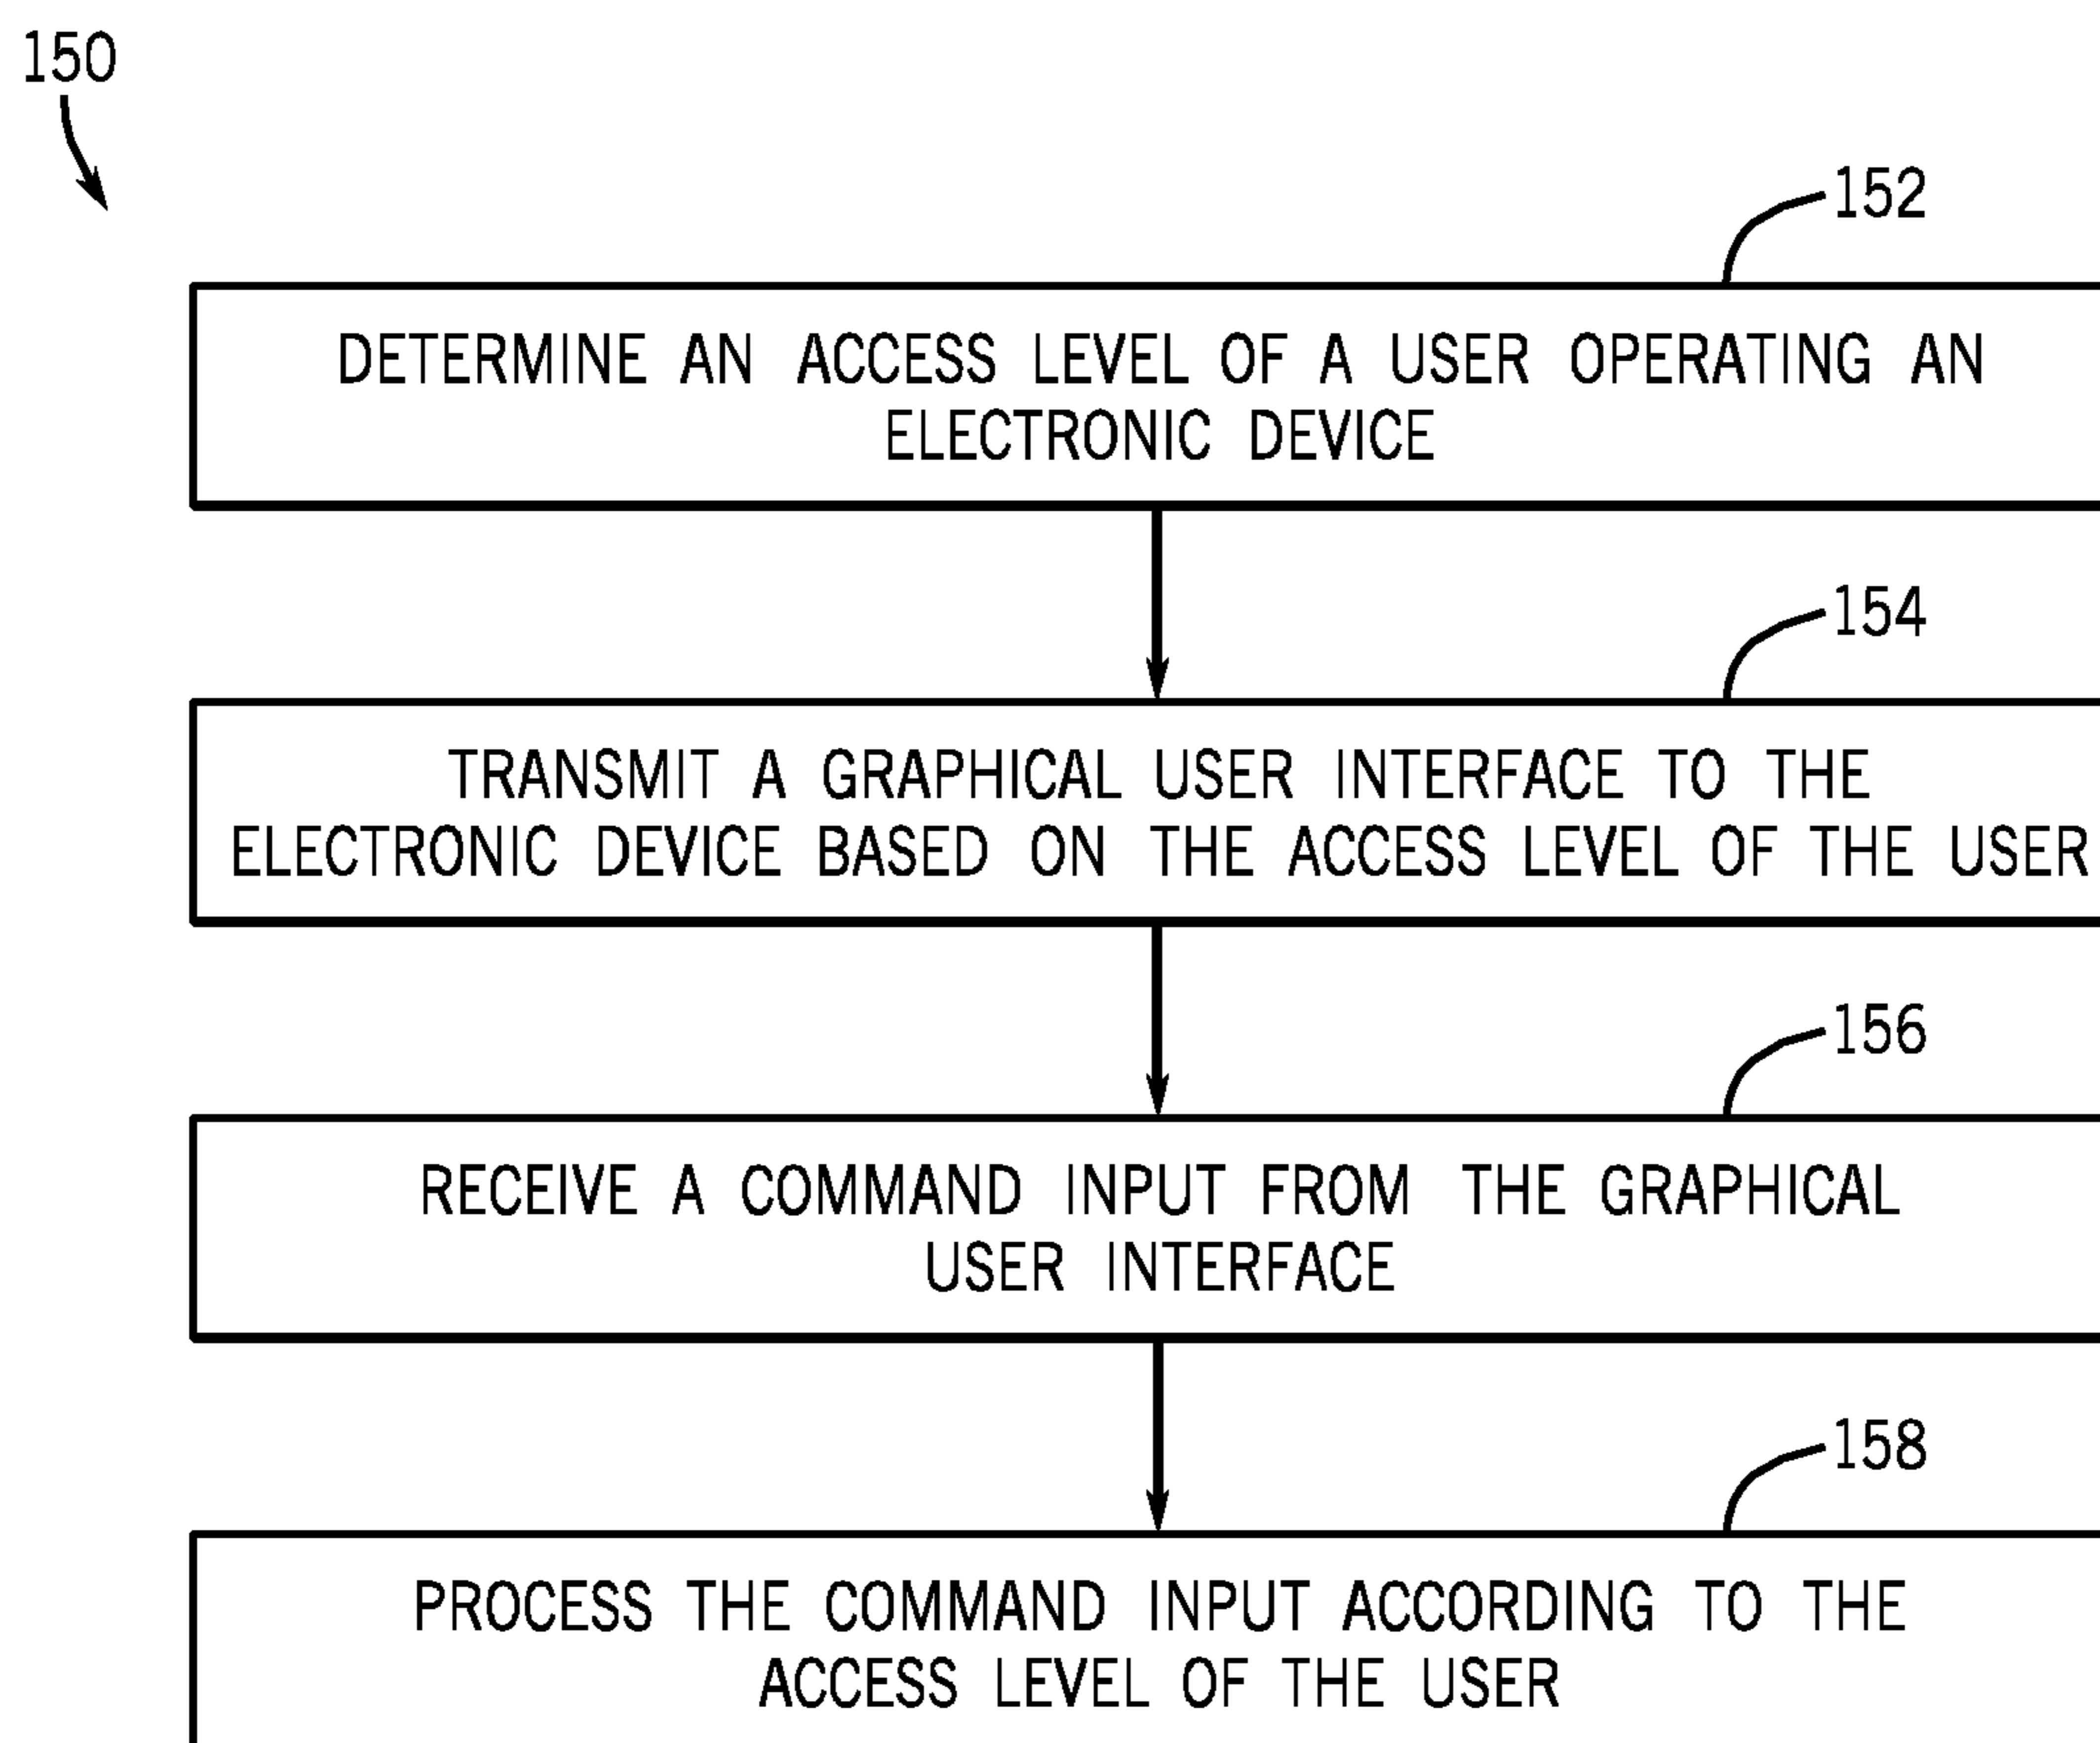 150
152
DETERMINE AN ACCESS LEVEL OF A USER OPERATING AN
ELECTRONIC DEVICE
154
TRANSMIT A GRAPHICAL USER INTERFACE TO THE
ELECTRONIC DEVICE BASED ON THE ACCESS LEVEL OF THE USER
156
RECEIVE A COMMAND INPUT FROM THE GRAPHICAL
USER INTERFACE
158
PROCESS THE COMMAND INPUT ACCORDING TO THE
ACCESS LEVEL OF THE USER